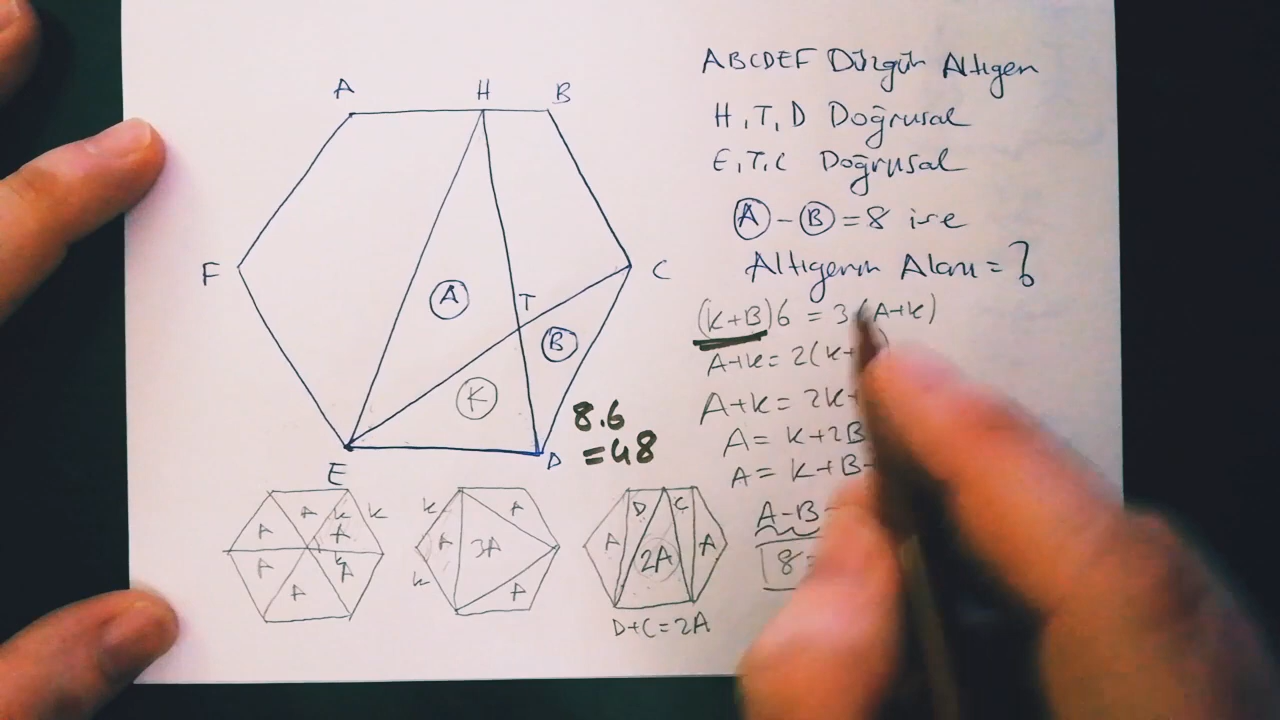 A H B
F C
E D
T
A
B
K
8.6
=48
ABCDEF Düzgün Altıgen
H,T,D Doğrusal
E,T,C Doğrusal
A-B=8 ise
Altıgenin Alanı=?
(K+B)6 = 3(A+K)
A+K=2(K+
A+K=2K+
A=K+2B
A=K+B+
A-B
8=
A A k k
A A k
A A
k A
A 3A
k A
D C
A 2A A
D+C=2A